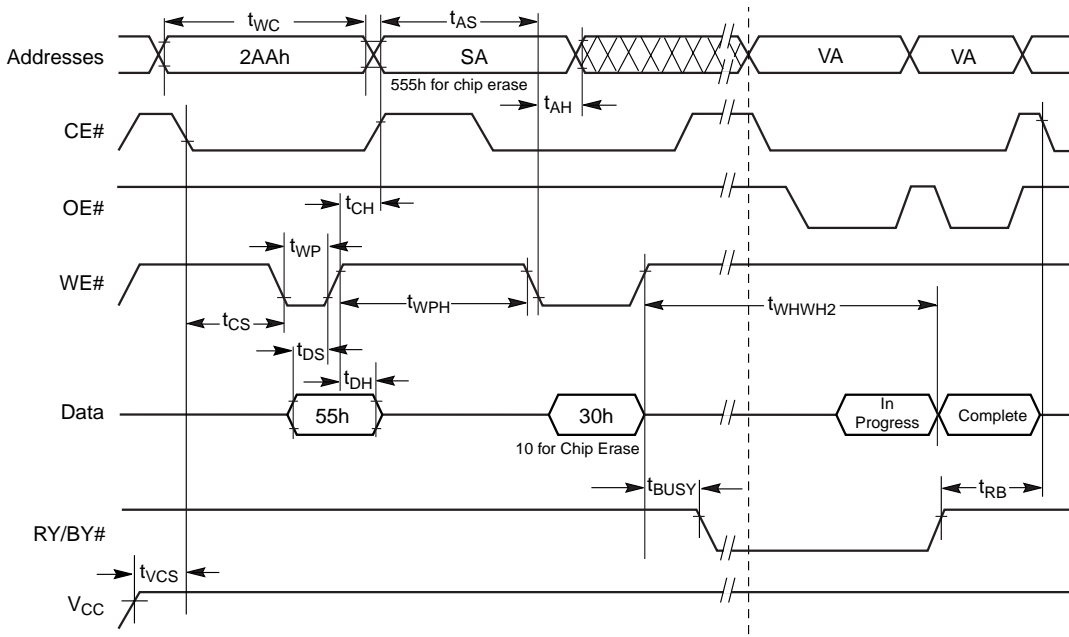 tWC
tAS
Addresses
2AAh
SA
VA
VA
555h for chip erase
tAH
CE#
OE#
tCH
tWP
WE#
tWPH
tWHWH2
tCS
tDS
tDH
Data
55h
30h
In
Progress
Complete
10 for Chip Erase
tBUSY
tRB
RY/BY#
tVCS
VCC